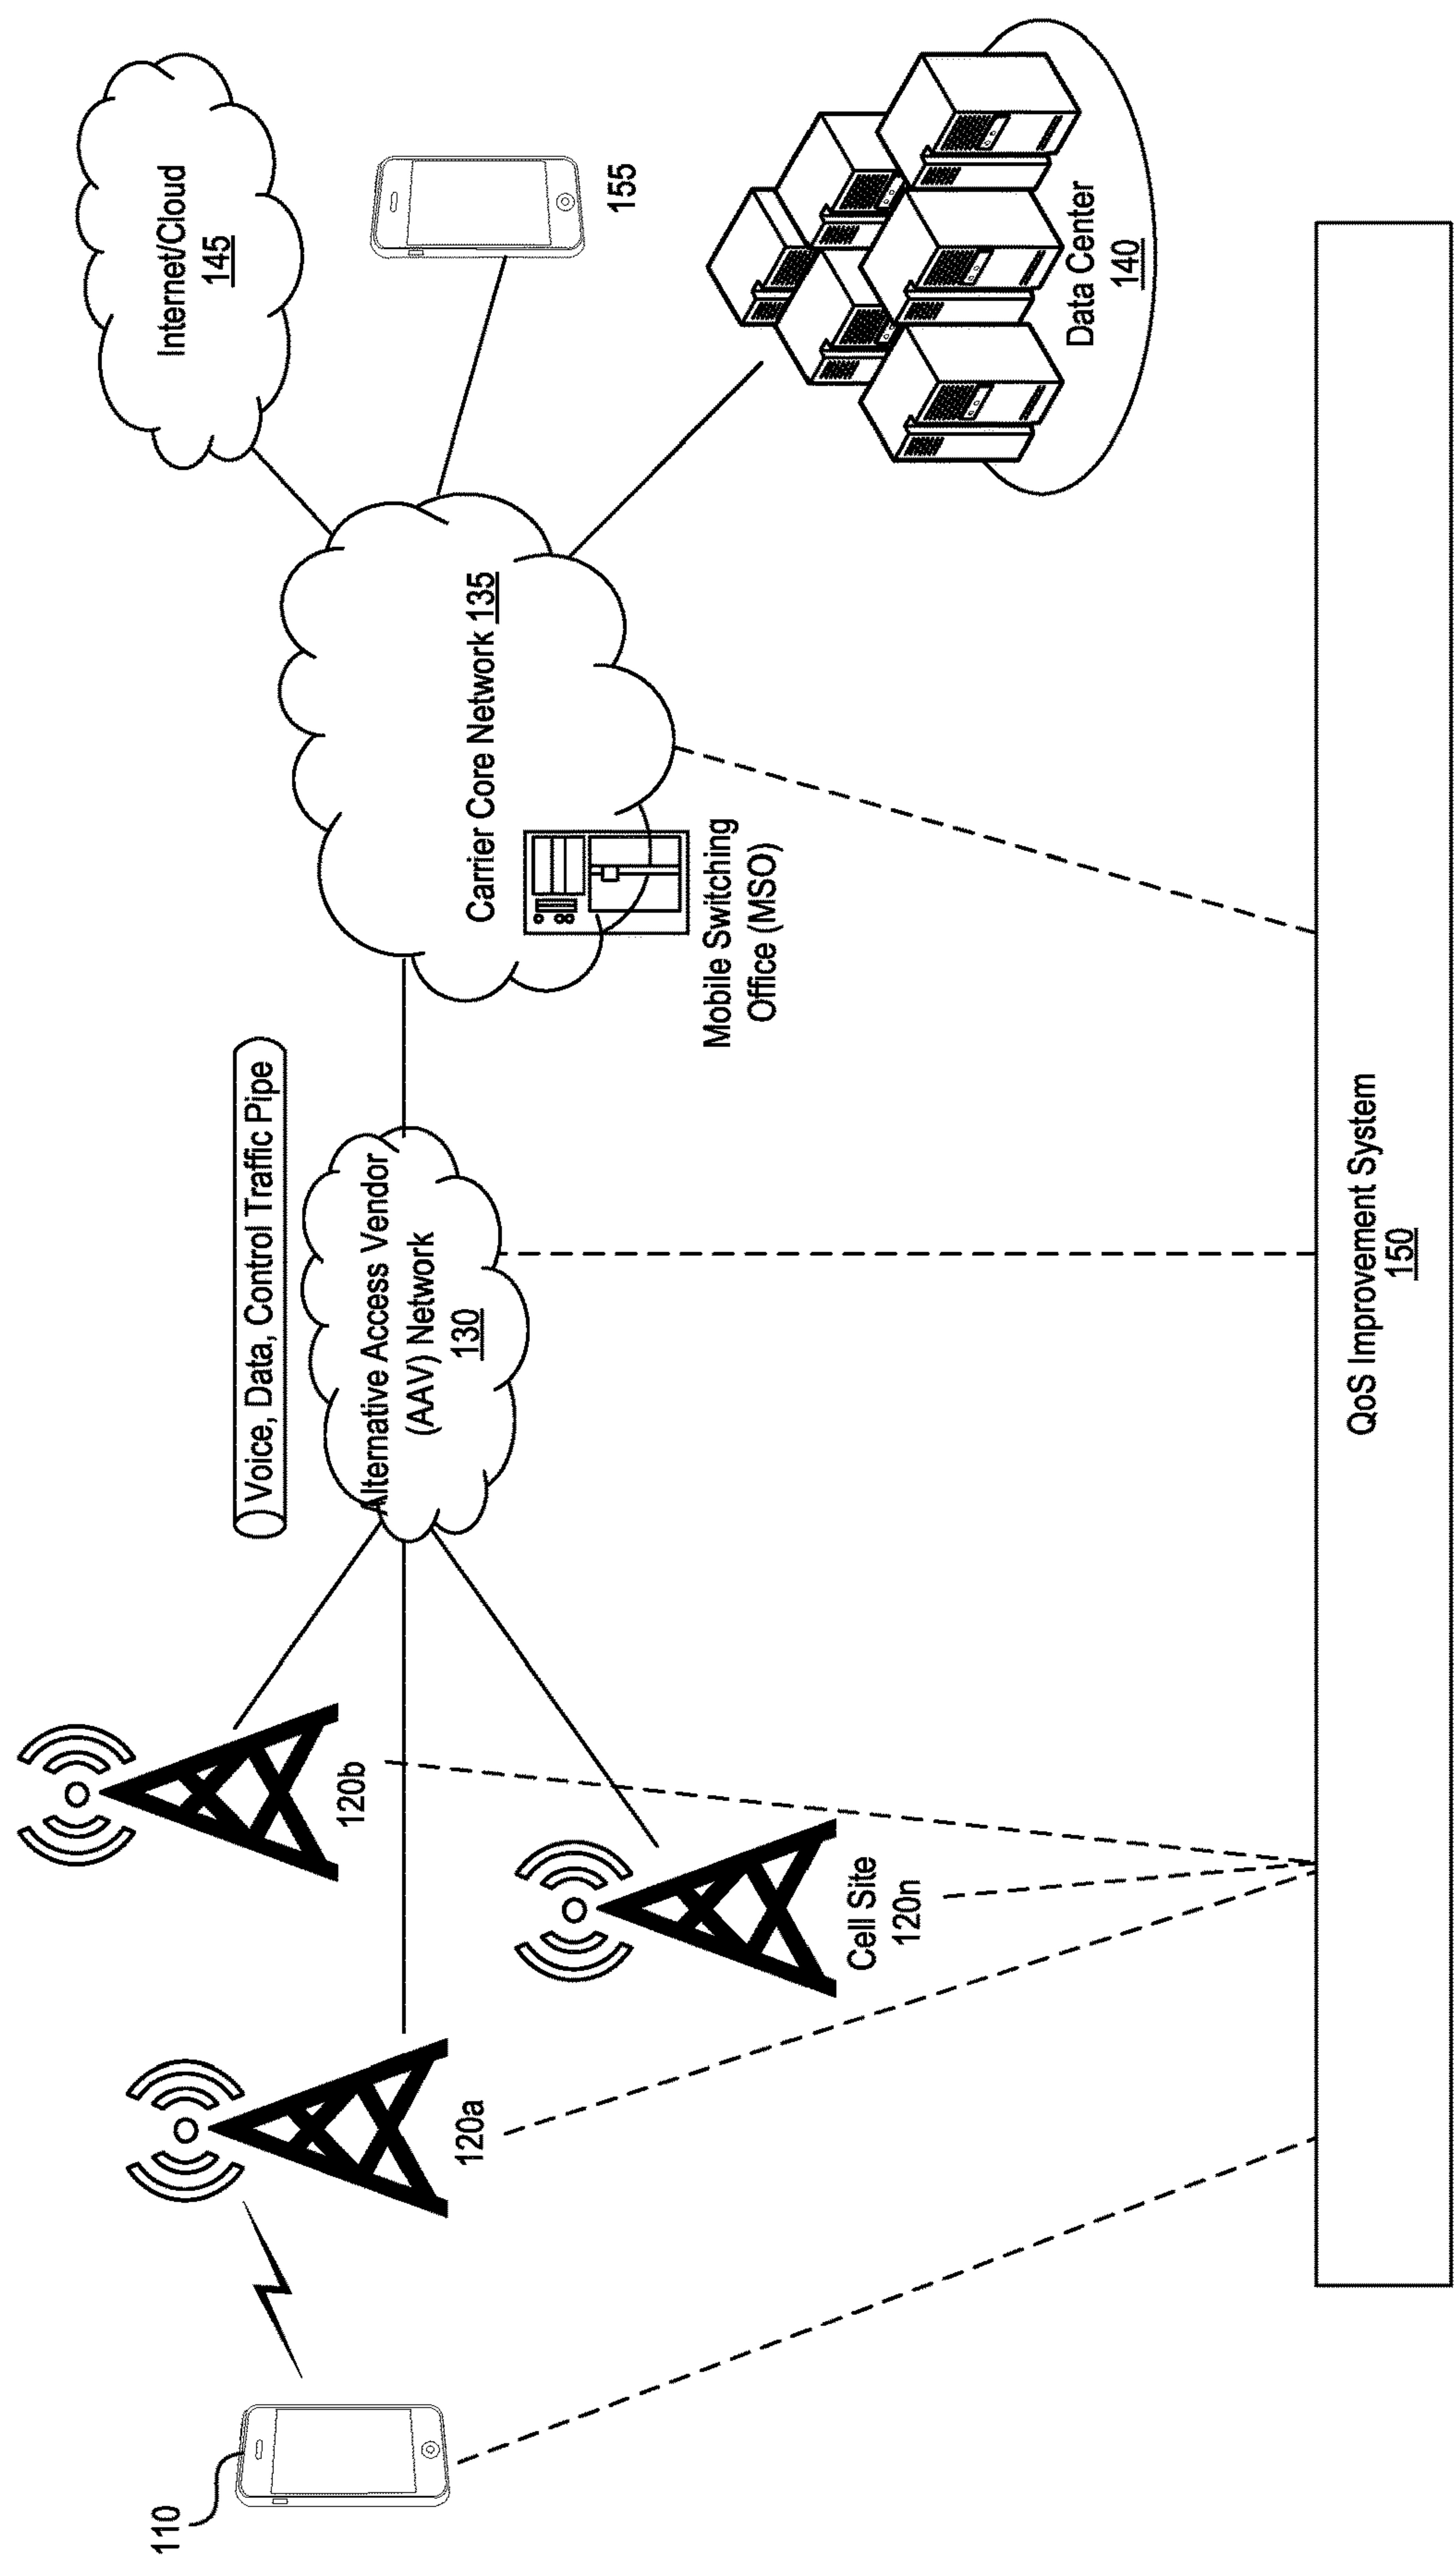 110
120a
120b
Cell Site
120n
) Voice, Data, Control Traffic Pipe
Alternative Access Vendor
(AAV) Network
130
Carrier Core Network 135
Mobile Switching
Office (MSO)
Internet/Cloud
145
155
Data Center
140
QoS Improvement System
150